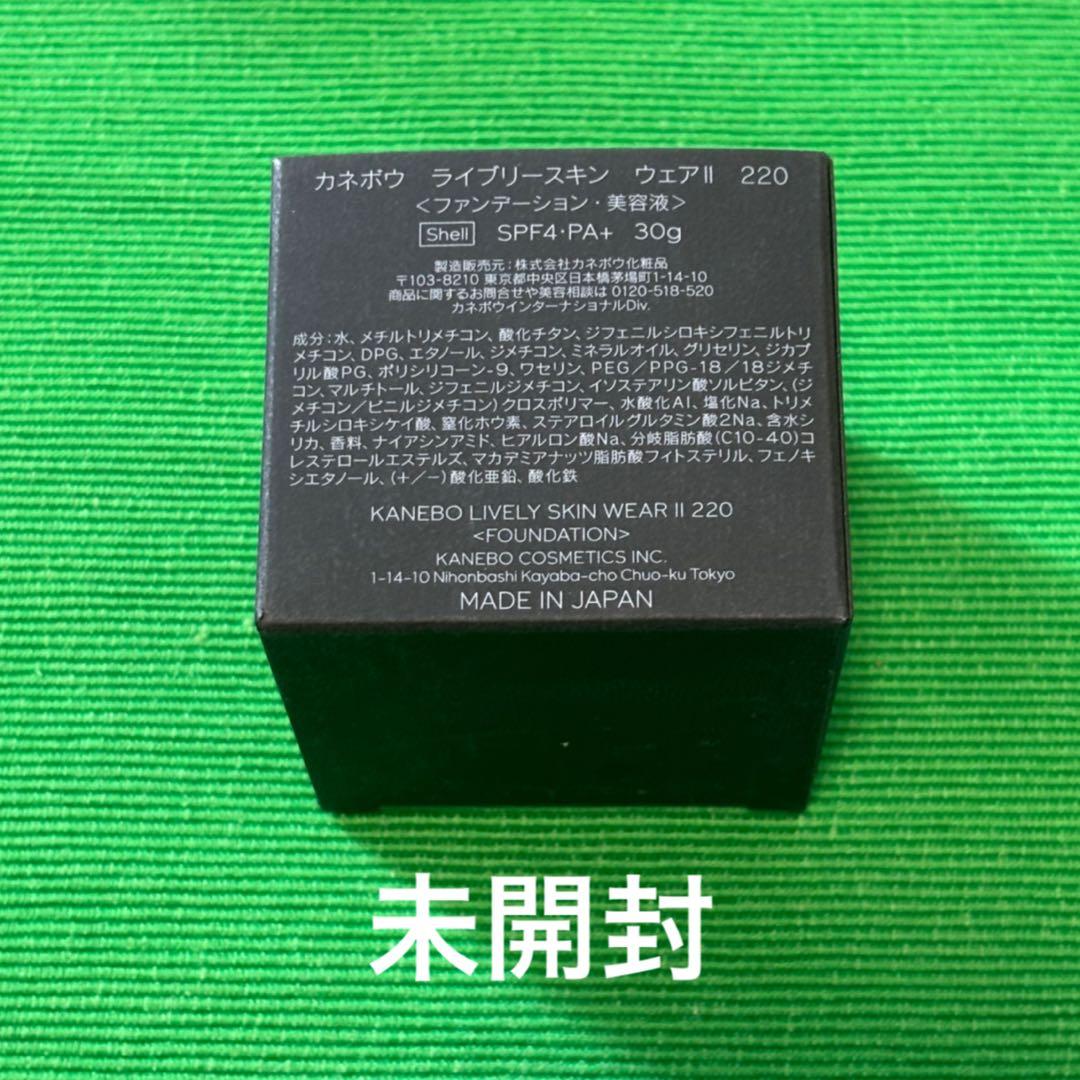 カネボウ ライブリースキン ウェアII 220
<ファンデーション・美容液>
Shell SPF4・PA+ 30g
製造販売元:株式会社カネボウ化粧品
〒103-8210 東京都中央区日本橋茅場町1-14-10
商品に関するお問合せや美容相談は 0120-518-520
カネボウインターナショナルDiv.
成分:水、メチルトリメチコン、酸化チタン、ジフェニルシロキシフェニルトリ
メチコン、DPG、エタノール、ジメチコン、ミネラルオイル、グリセリン、ジカプ
リル酸PG、ポリシリコーン-9、ワセリン、PEG/PPG-18/18ジメチ
コン、マルチトール、ジフェニルジメチコン、イソステアリン酸ソルビタン、(ジ
メチコン/ビニルジメチコン)クロスポリマー、水酸化Al、塩化Na、トリメ
チルシロキシケイ酸、窒化ホウ素、ステアロイルグルタミン酸2Na、含水シ
リカ、香料、ナイアシンアミド、ヒアルロン酸Na、分岐脂肪酸(C10-40)コ
レステロールエステルズ、マカデミアナッツ脂肪酸フィトステリル、フェノキ
シエタノール、(+/-)酸化亜鉛、酸化鉄
KANEBO LIVELY SKIN WEAR II 220
<FOUNDATION>
KANEBO COSMETICS INC.
1-14-10 Nihonbashi Kayaba-cho Chuo-ku Tokyo
MADE IN JAPAN
未開封